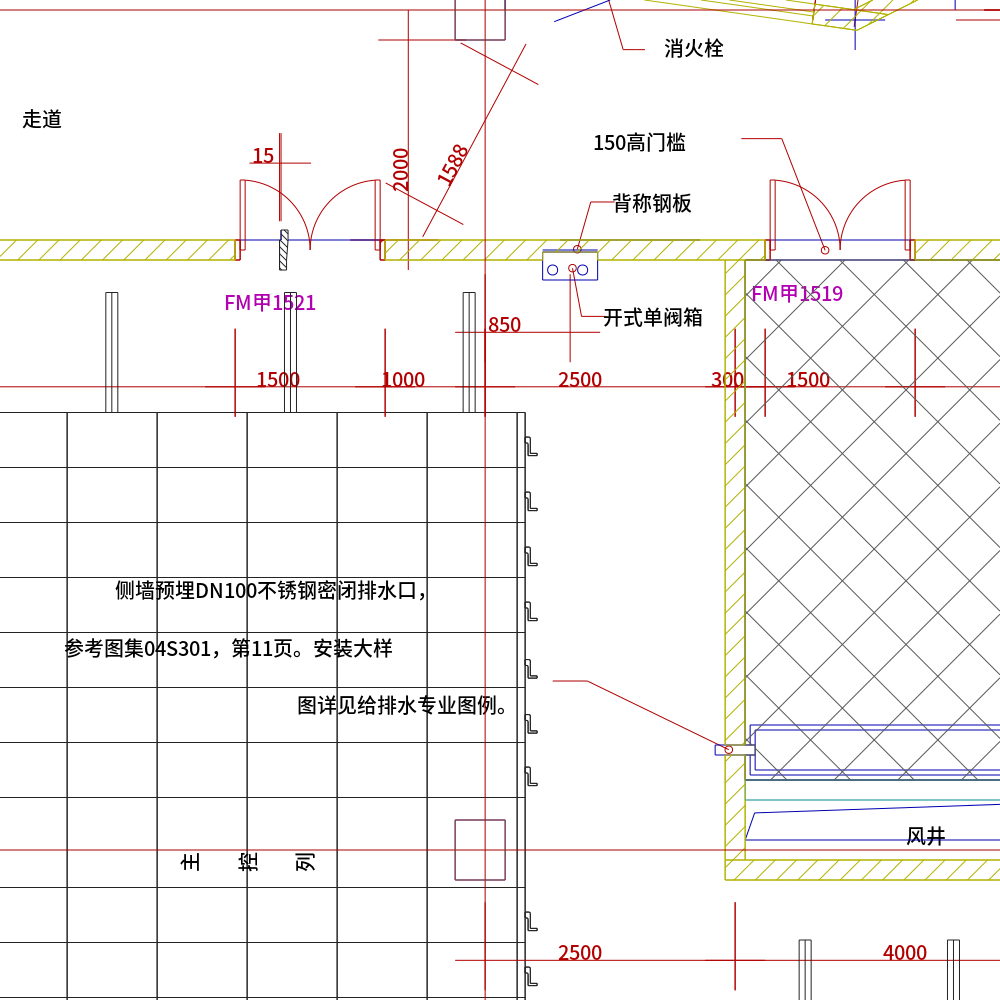 消火栓
走道
150高门槛
15
2000
1588
背称钢板
FM甲1521
FM甲1519
开式单阀箱
850
1500
1000
2500
300
1500
侧墙预埋DN100不锈钢密闭排水口，
参考图集04S301，第11页。安装大样
图详见给排水专业图例。
风井
主控列
2500
4000